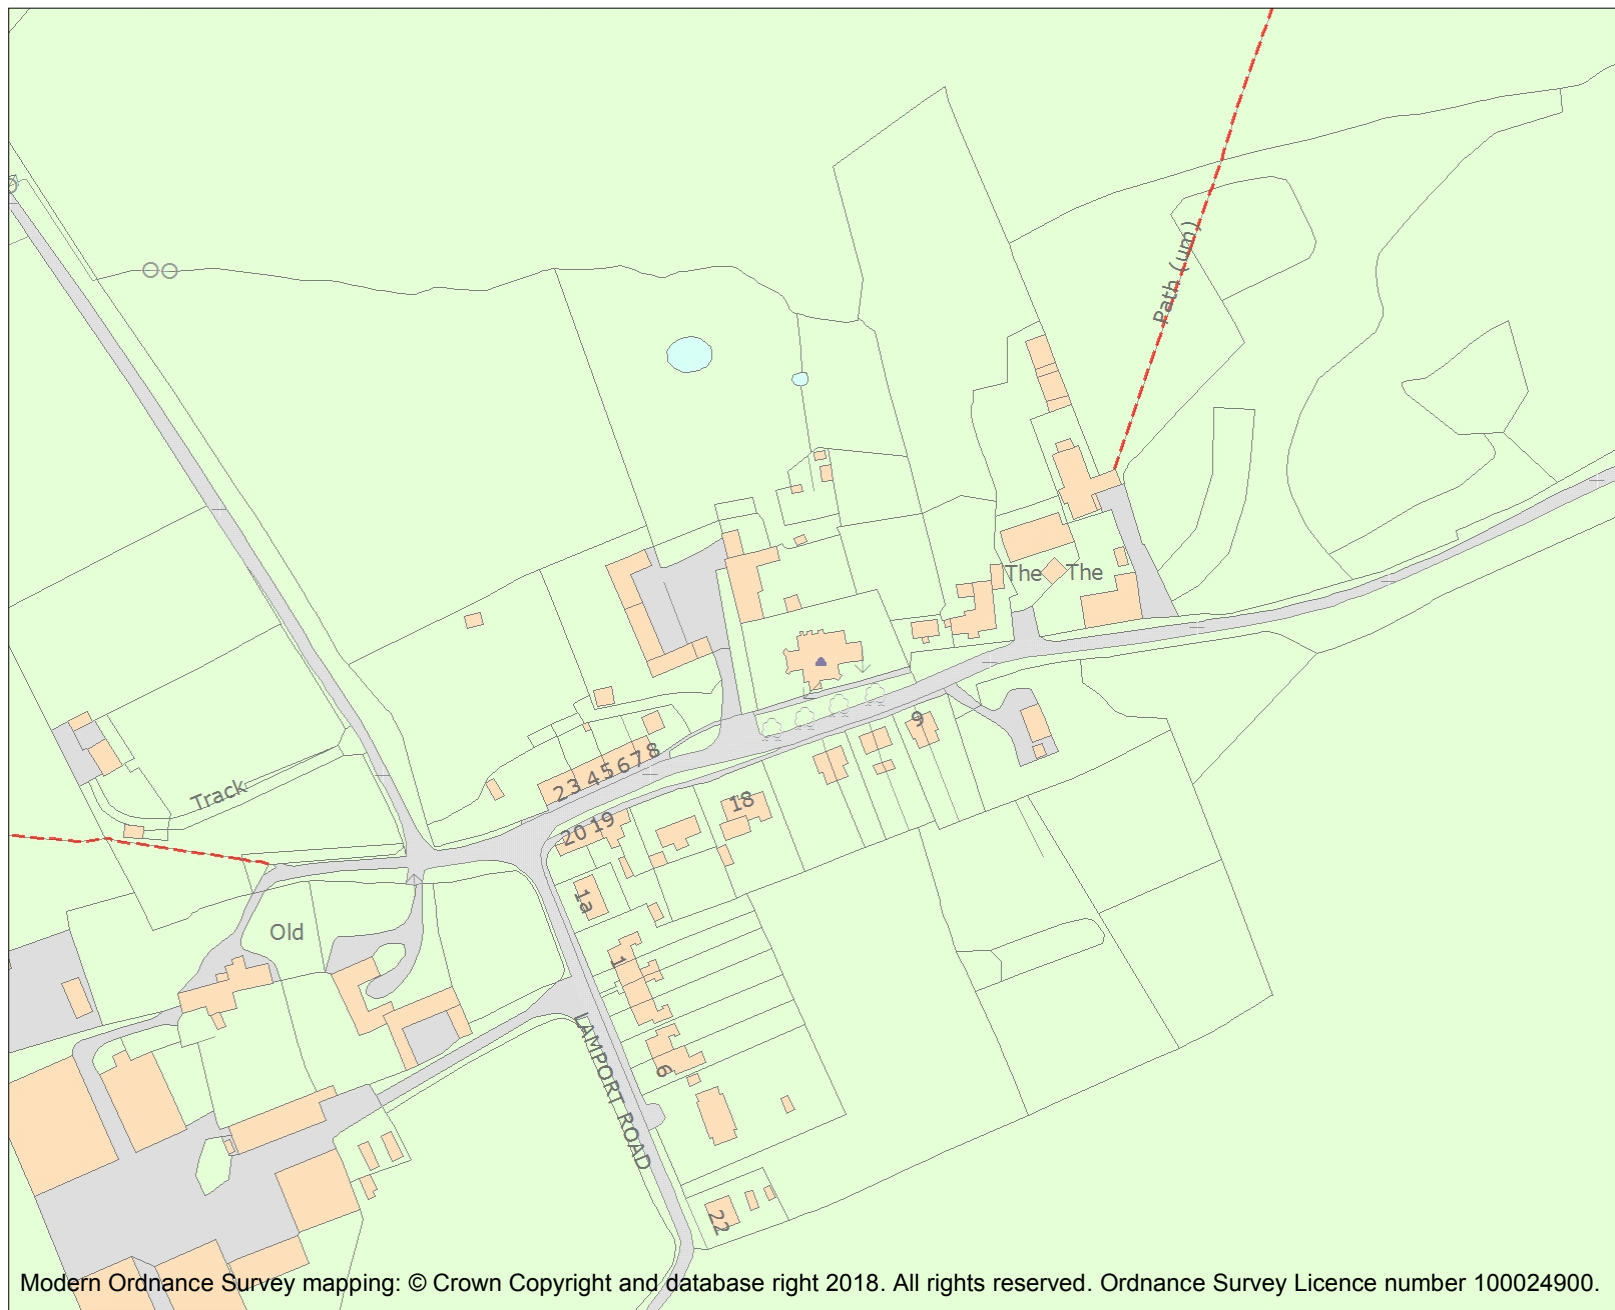 Path (um)
The
The
2 3 4 5 6 7 8
9
18
20 19
Track
1a
Old
1
LAMPORT ROAD
6
22
Modern Ordnance Survey mapping: © Crown Copyright and database right 2018. All rights reserved. Ordnance Survey Licence number 100024900.